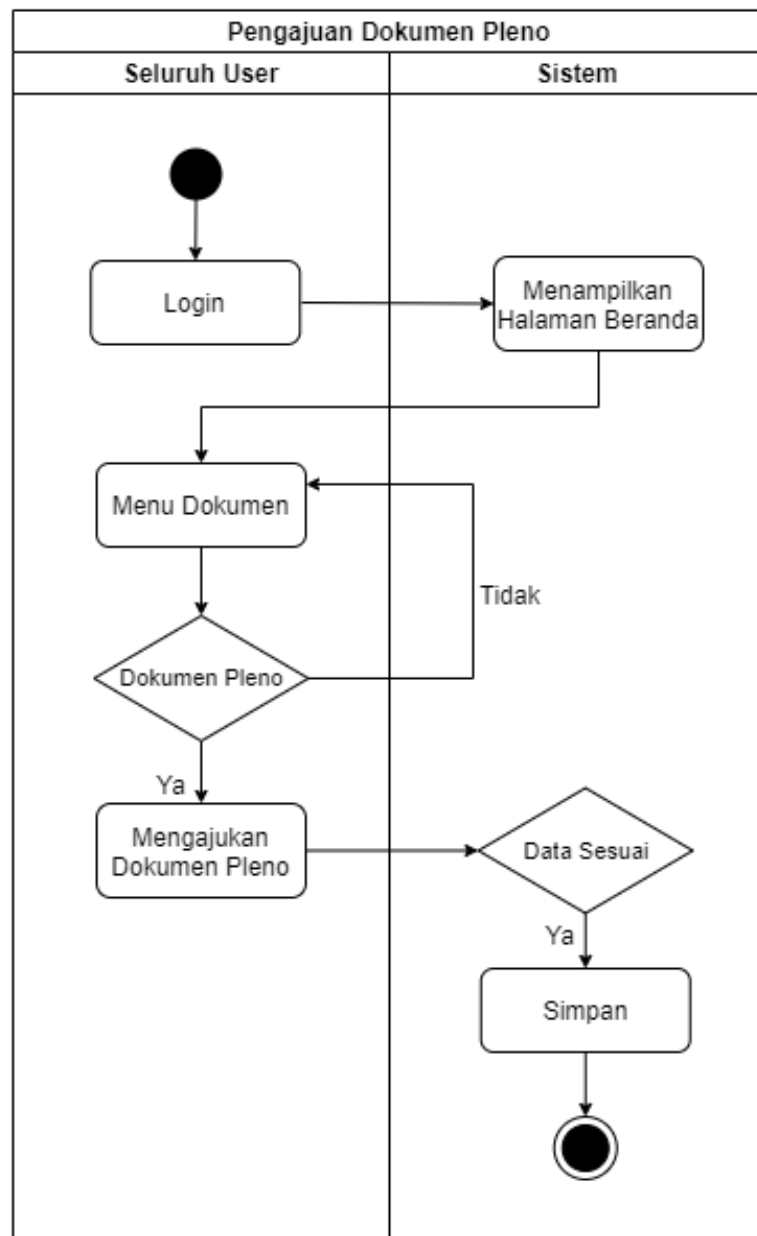 Pengajuan Dokumen Pleno
Seluruh User
Sistem
Login
Menampilkan
Halaman Beranda
Menu Dokumen
Tidak
Dokumen Pleno
Ya
Mengajukan
Dokumen Pleno
Data Sesuai
Ya
Simpan